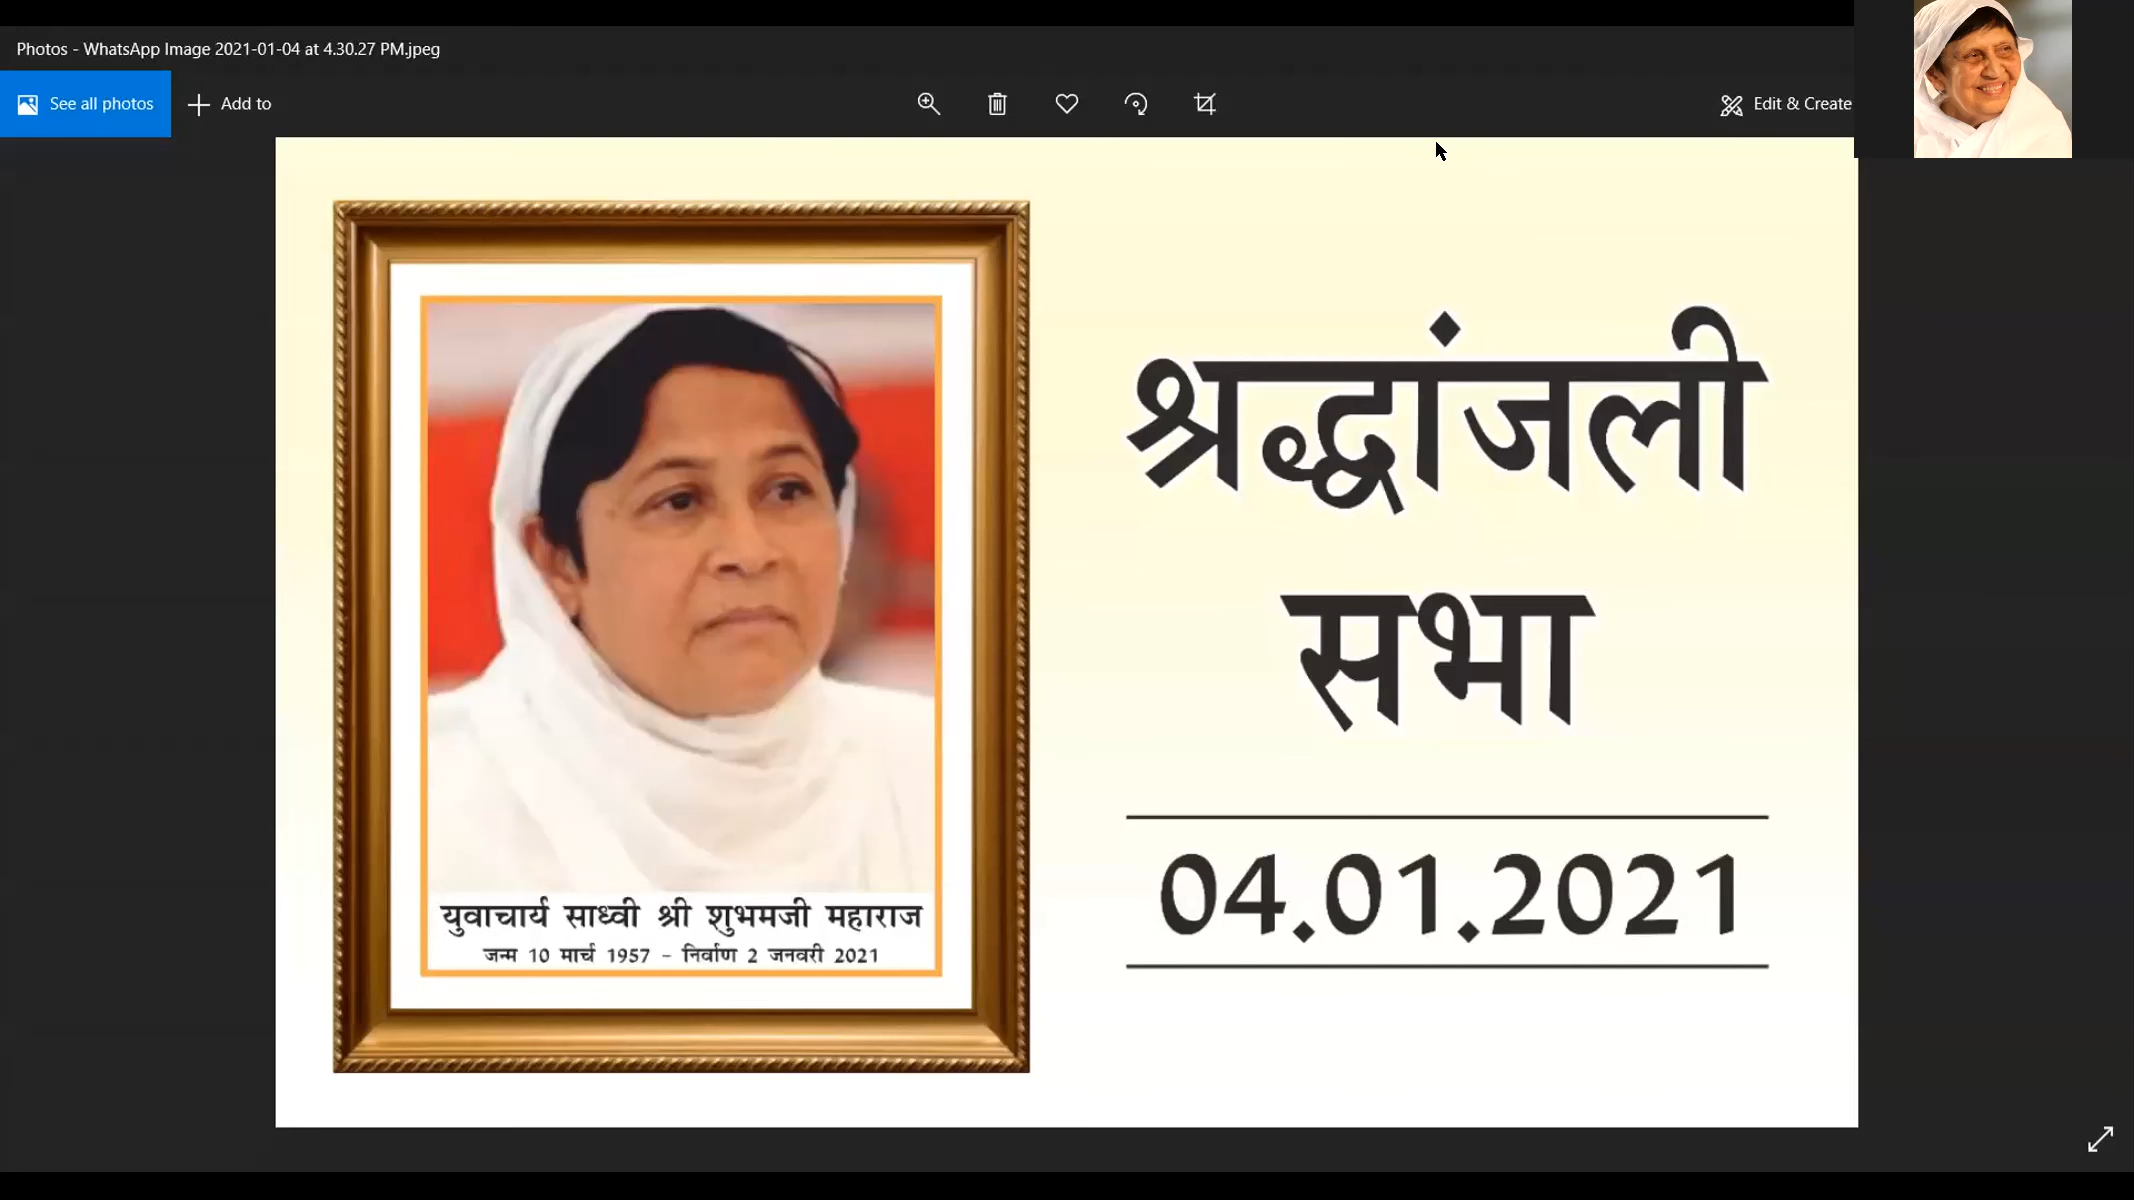 Photos - WhatsApp Image 2021-01-04 at 4.30.27 PM.jpeg
See all photos
Add to
Edit & Create
श्रद्धांजली
सभा
04.01.2021
युवाचार्य साध्वी श्री शुभमजी महाराज
जन्म 10 मार्च 1957 - निर्वाण 2 जनवरी 2021